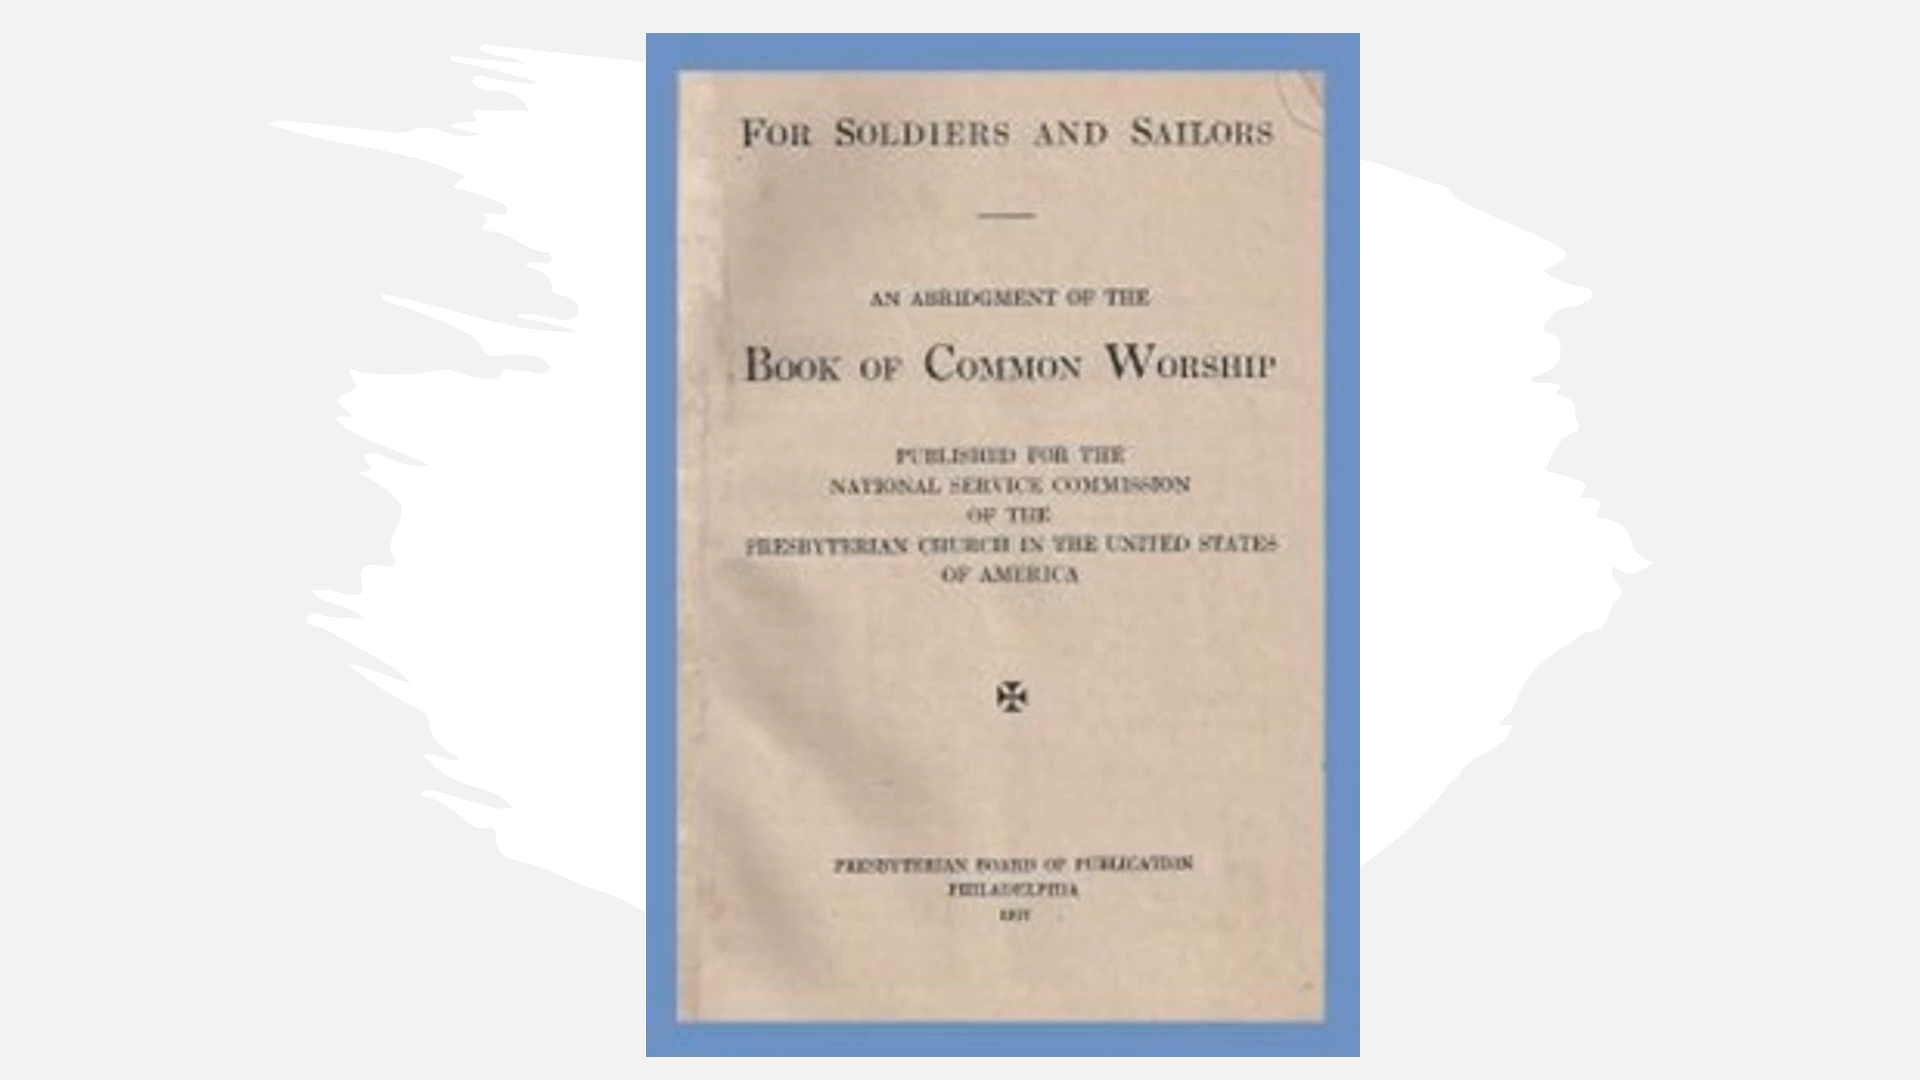 FOR SOLDIERS AND SAILORS
AN ABRIDGMENT OF THE
BOOK OF COMMON WORSHIP
PUBLISHED FOR THE
NATIONAL SERVICE COMMISSION
OF THE
PRESBYTERIAN CHURCH IN THE UNITED STATES
OF AMERICA
PRESBYTERIAN BOARD OF PUBLICATION
PHILADELPHIA